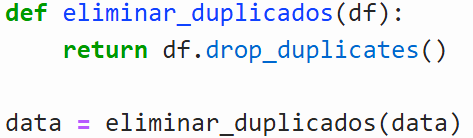 def eliminar_duplicados(df):
    return df.drop_duplicates()

data = eliminar_duplicados(data)